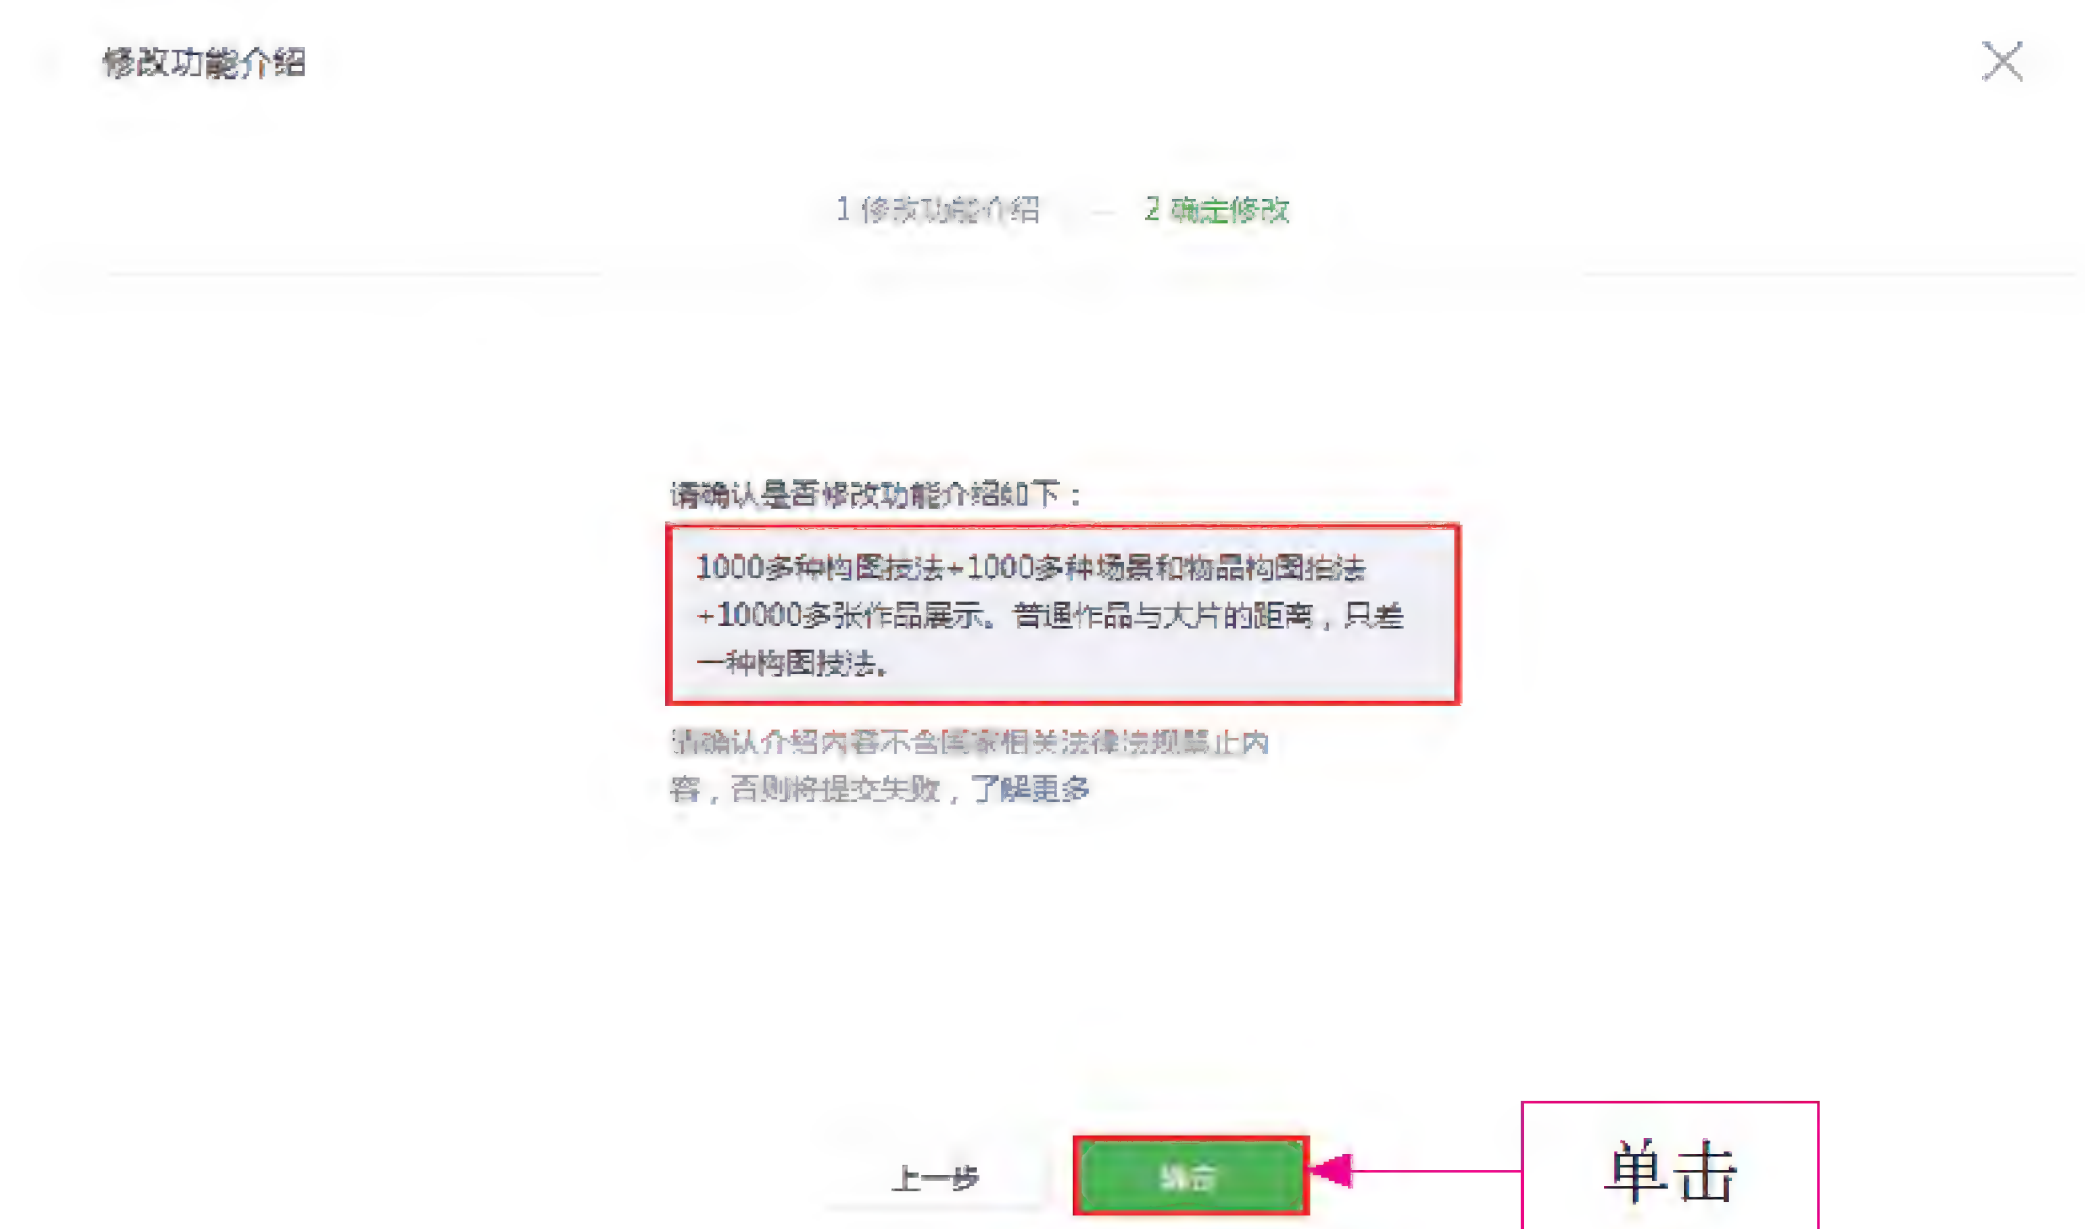 修改功能介绍
1 修改功能介绍 — 2 确定修改
请确认是否修改功能介绍如下：
1000多种构图技法+1000多种场景和物品构图拍法
+10000多张作品展示。普通作品与大片的距离，只差
一种构图技法。
请确认介绍内容不含国家相关法律法规禁止内
容，否则将提交失败，了解更多
上一步
确定
单击